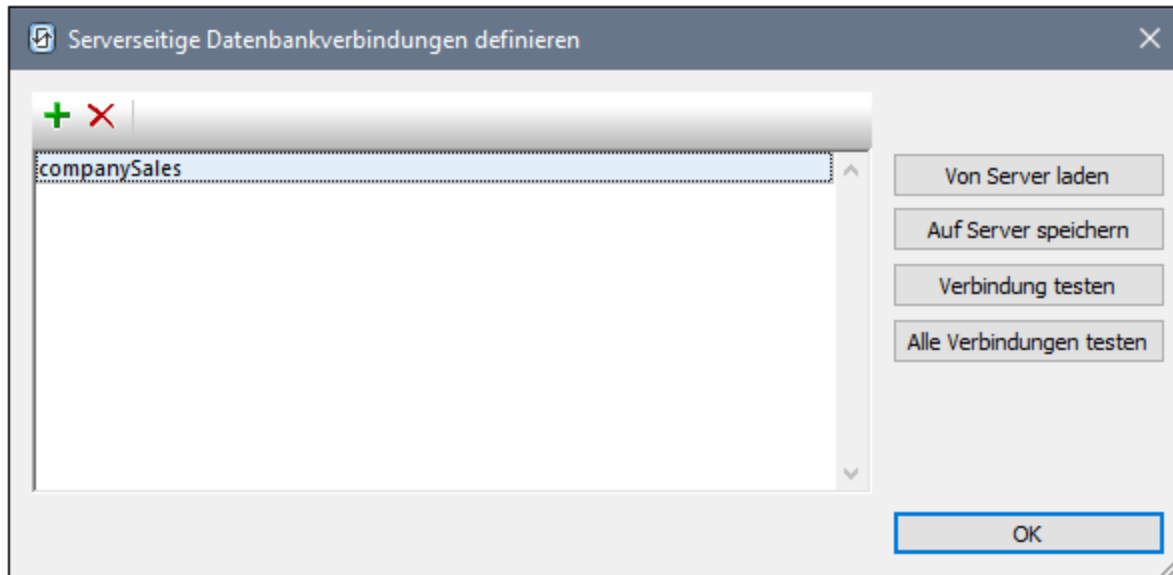 Serverseitige Datenbankverbindungen definieren
companySales
Von Server laden
Auf Server speichern
Verbindung testen
Alle Verbindungen testen
OK